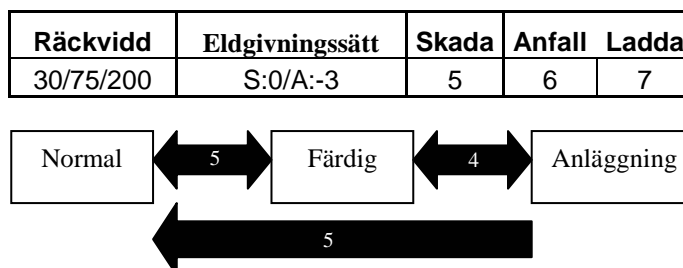 Räckvidd Eldgivningssätt Skada Anfall Ladda
30/75/200 S:0/A:-3 5 6 7
Normal 5 Färdig 4 Anläggning
5